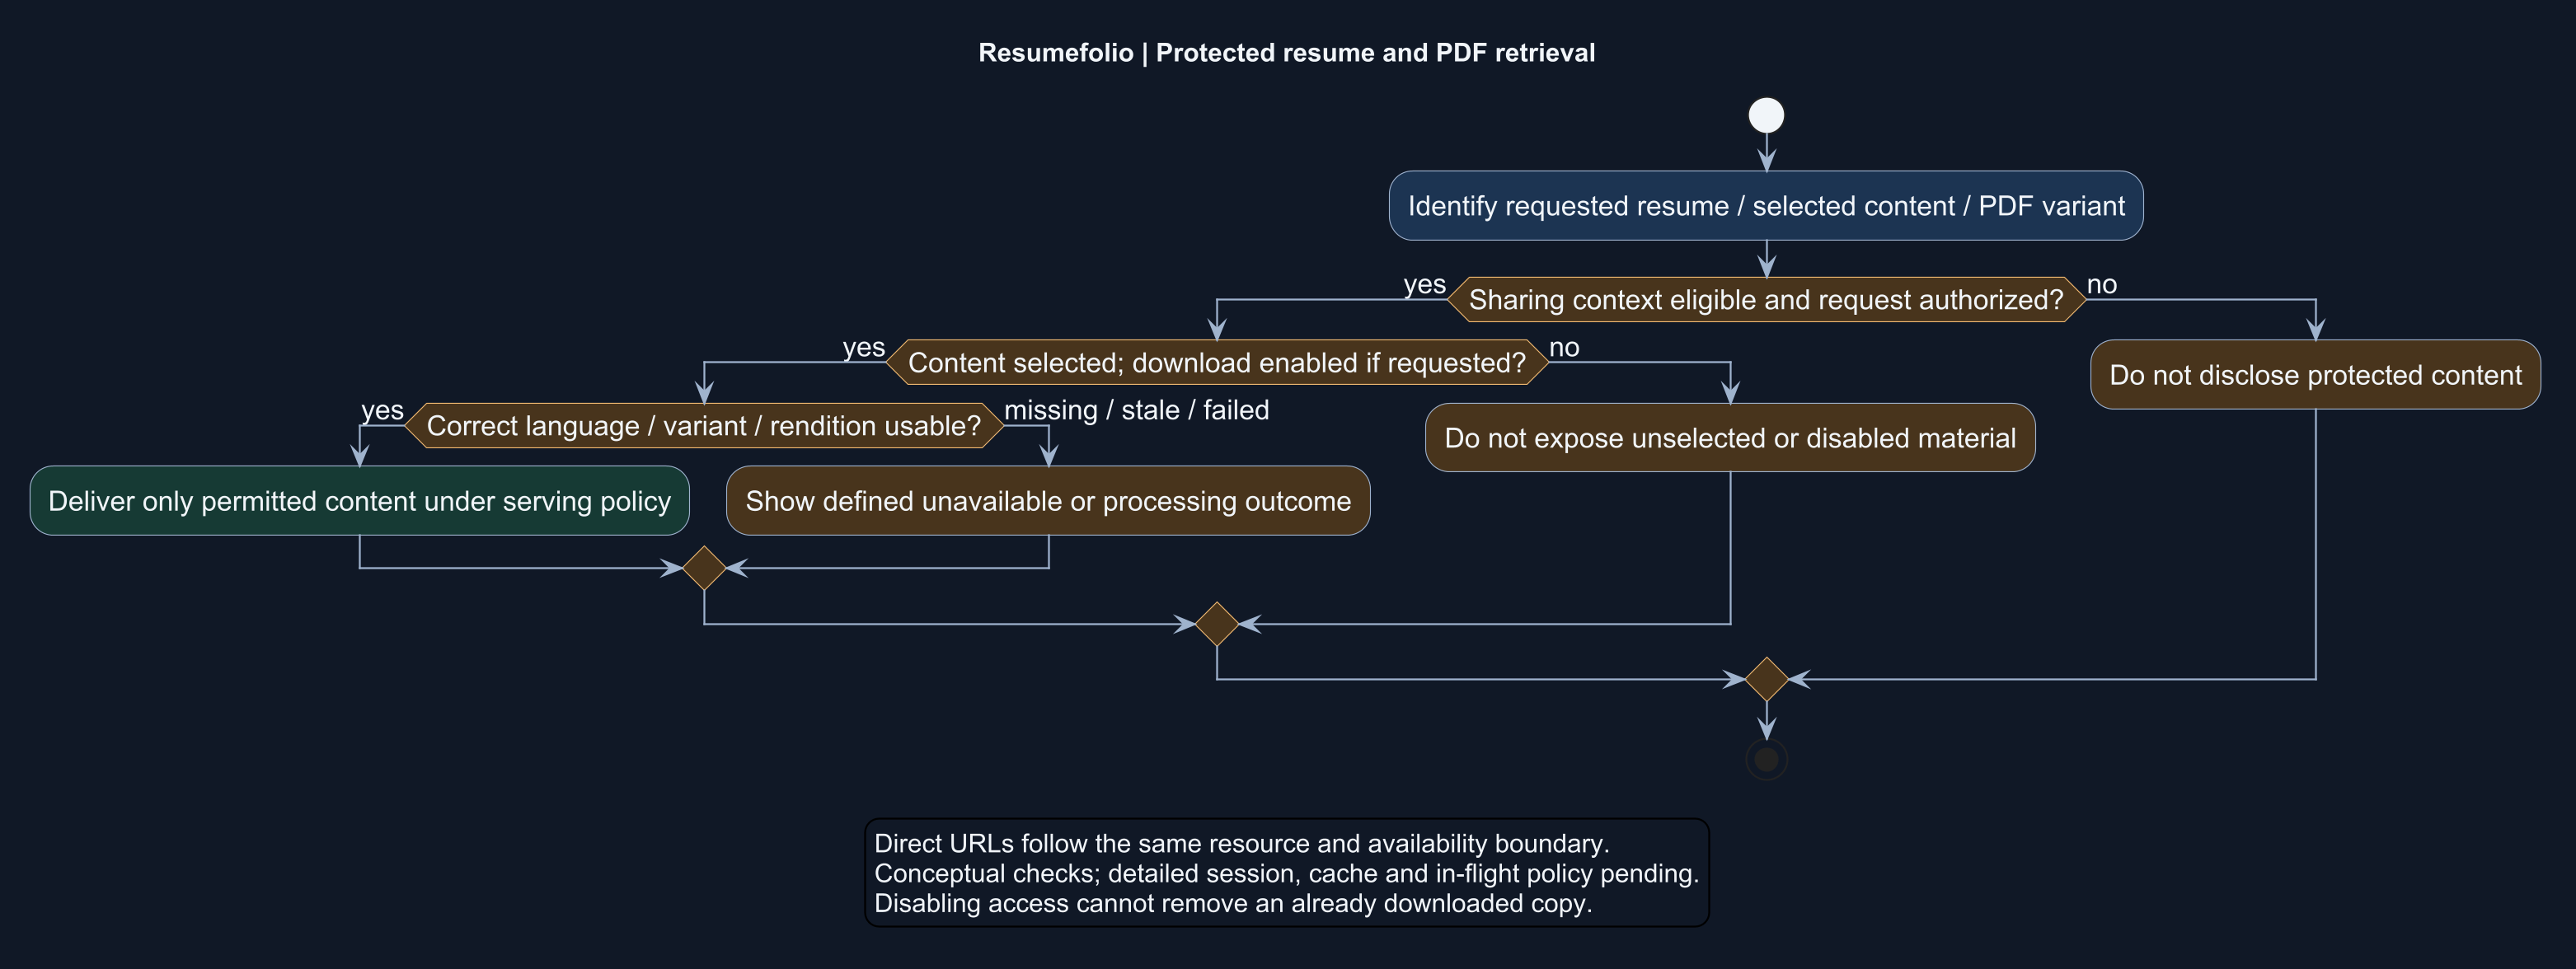 Resumefolio | Protected resume and PDF retrieval
Identify requested resume / selected content / PDF variant
yes
Sharing context eligible and request authorized?
no
yes
Content selected; download enabled if requested?
no
Do not disclose protected content
yes
Correct language / variant / rendition usable?
missing / stale / failed
Do not expose unselected or disabled material
Deliver only permitted content under serving policy
Show defined unavailable or processing outcome
Direct URLs follow the same resource and availability boundary.
Conceptual checks; detailed session, cache and in-flight policy pending.
Disabling access cannot remove an already downloaded copy.